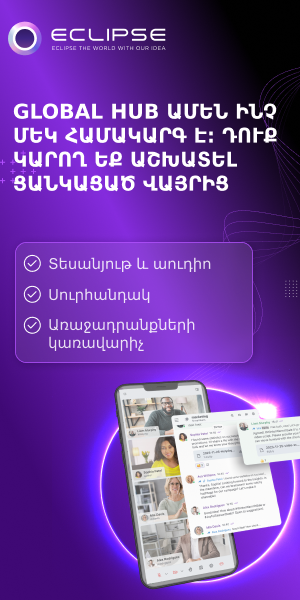 ECLIPSE
ECLIPSE THE WORLD WITH OUR IDEA
GLOBAL HUB ԱՄԵՆ ԻՆՉ
ՄԵԿ ՀԱՄԱԿԱՐԳ Է: ԴՈՒՔ
ԿԱՐՈՂ ԵՔ ԱՇԽԱՏԵԼ
ՑԱՆԿԱՑԱԾ ՎԱՅՐԻՑ
Տեսանյութ և աուդիո
Սուրհանդակ
Առաջադրանքների
կառավարիչ